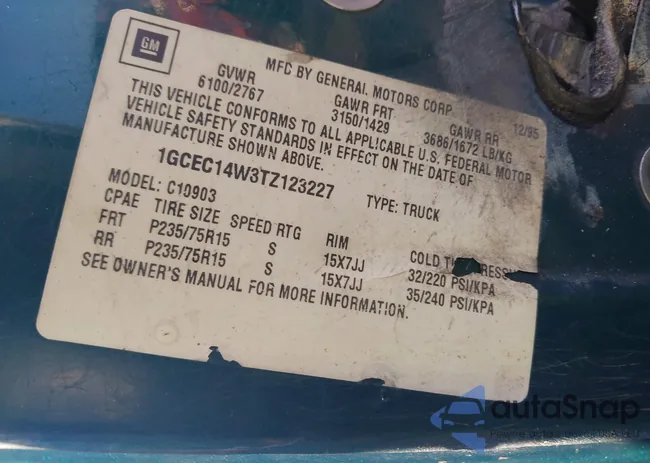 GM
MFC BY GENERAL MOTORS CORP 12/95
GVWR GAWR FRT GAWR RR
6100/2767 3150/1429 3686/1672 LB/KG
THIS VEHICLE CONFORMS TO ALL APPLICABLE U.S. FEDERAL MOTOR
VEHICLE SAFETY STANDARDS IN EFFECT ON THE DATE OF
MANUFACTURE SHOWN ABOVE.
1GCEC14W3TZ123227 TYPE: TRUCK
MODEL: C10903
CPAE TIRE SIZE SPEED RTG RIM COLD
FRT P235/75R15 S 15X7JJ 32/220 PSI/KPA
RR P235/75R15 S 15X7JJ 35/240 PSI/KPA
SEE OWNER'S MANUAL FOR MORE INFORMATION.
autoSnap